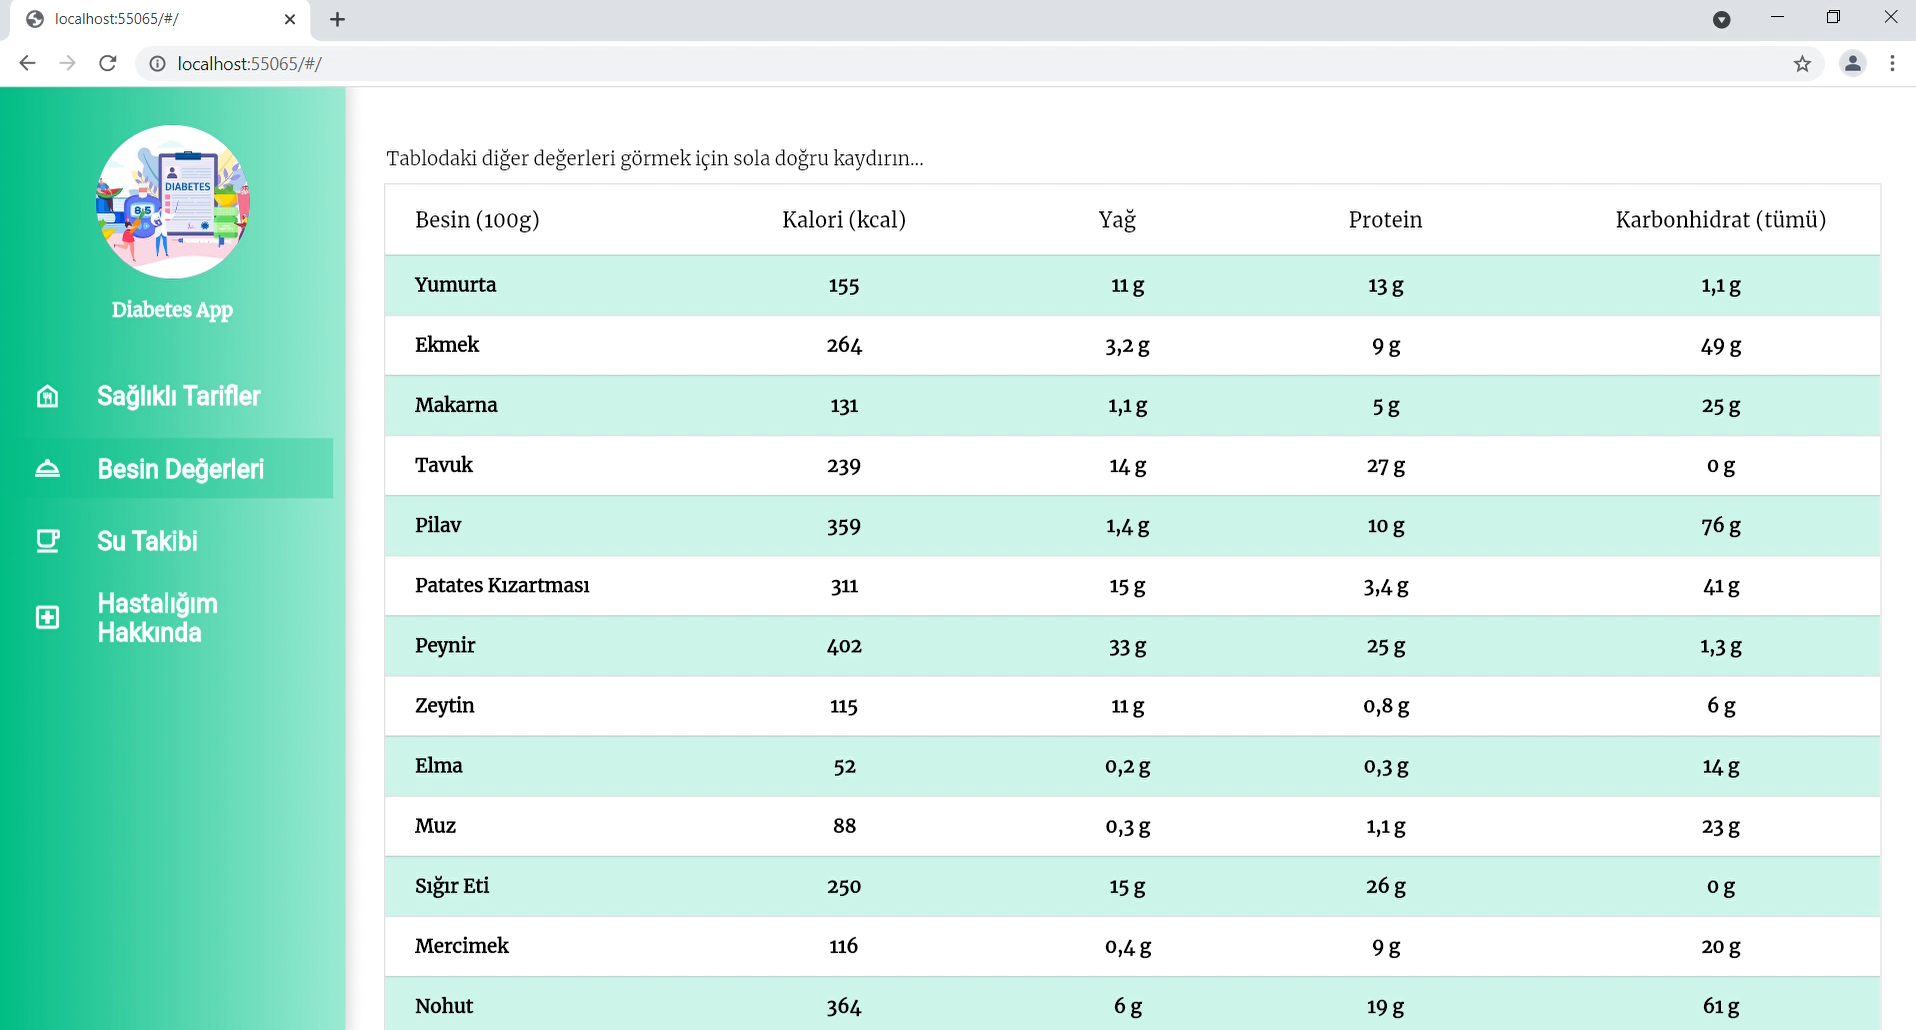 localhost:55065/#/
localhost:55065/#/
DIABETES
8.5
Diabetes App
Sağlıklı Tarifler
Besin Değerleri
Su Takibi
Hastalığım
Hakkında
Tablodaki diğer değerleri görmek için sola doğru kaydırın...
Besin (100g) Kalori (kcal) Yağ Protein Karbonhidrat (tümü)
Yumurta 155 11 g 13 g 1,1 g
Ekmek 264 3,2 g 9 g 49 g
Makarna 131 1,1 g 5 g 25 g
Tavuk 239 14 g 27 g 0 g
Pilav 359 1,4 g 10 g 76 g
Patates Kızartması 311 15 g 3,4 g 41 g
Peynir 402 33 g 25 g 1,3 g
Zeytin 115 11 g 0,8 g 6 g
Elma 52 0,2 g 0,3 g 14 g
Muz 88 0,3 g 1,1 g 23 g
Sığır Eti 250 15 g 26 g 0 g
Mercimek 116 0,4 g 9 g 20 g
Nohut 364 6 g 19 g 61 g